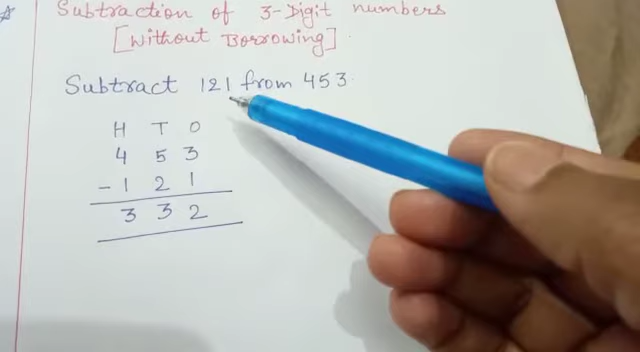 Subtraction of 3-Digit numbers
[Without Borrowing].
Subtract 121 from 453.
H T O
4 5 3
- 1 2 1
3 3 2